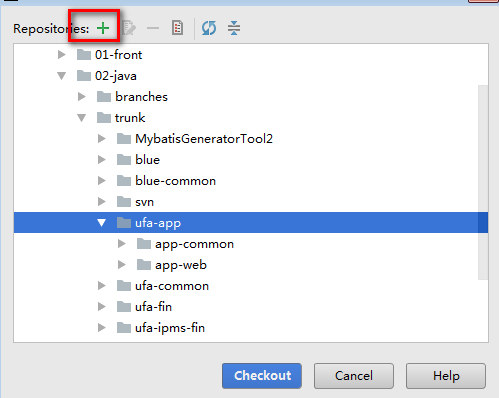 Repositories:
01-front
02-java
branches
trunk
MybatisGeneratorTool2
blue
blue-common
svn
ufa-app
app-common
app-web
ufa-common
ufa-fin
ufa-ipms-fin
Checkout Cancel Help